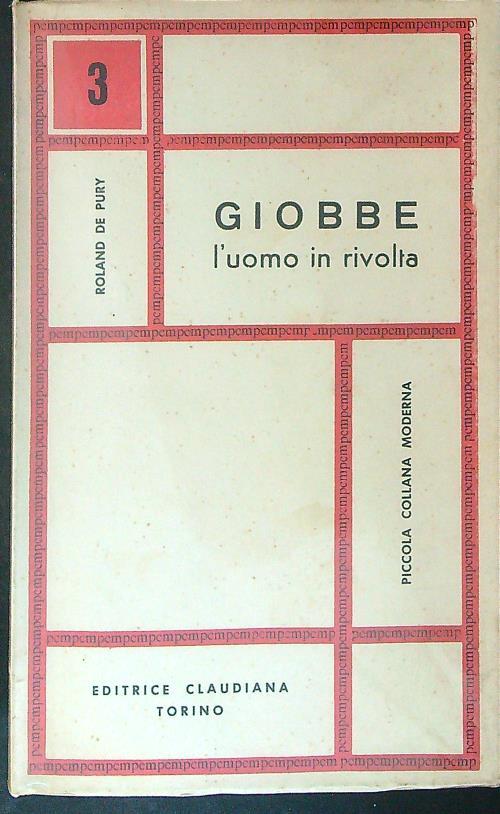 3
ROLAND DE PURY
GIOBBE
l'uomo in rivolta
PICCOLA COLLANA MODERNA
EDITRICE CLAUDIANA
TORINO